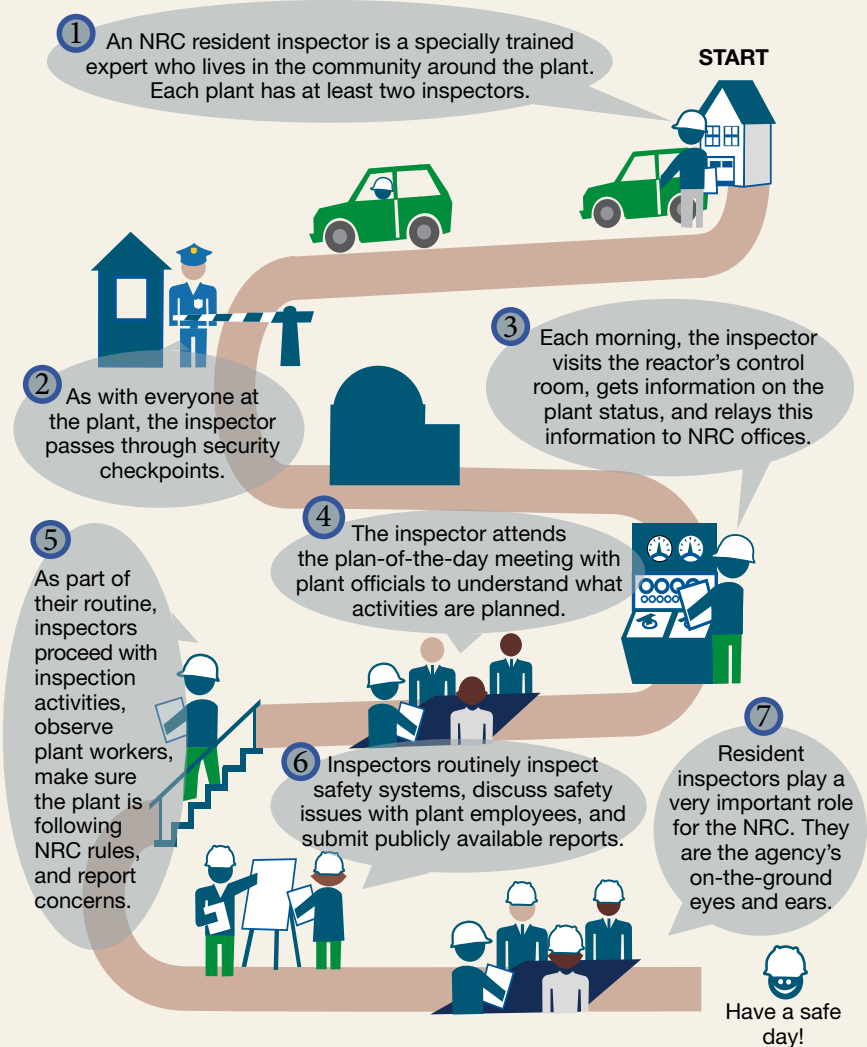 START
1
An NRC resident inspector is a specially trained
expert who lives in the community around the plant.
Each plant has at least two inspectors.
2
As with everyone at
the plant, the inspector
passes through security
checkpoints.
3
Each morning, the inspector
visits the reactor’s control
room, gets information on the
plant status, and relays this
information to NRC offices.
4
The inspector attends
the plan-of-the-day meeting with
plant officials to understand what
activities are planned.
5
As part of
their routine,
inspectors
proceed with
inspection
activities,
observe
plant workers,
make sure
the plant is
following
NRC rules,
and report
concerns.
6
Inspectors routinely inspect
safety systems, discuss safety
issues with plant employees, and
submit publicly available reports.
7
Resident
inspectors play a
very important role
for the NRC. They
are the agency’s
on-the-ground
eyes and ears.
Have a safe
day!